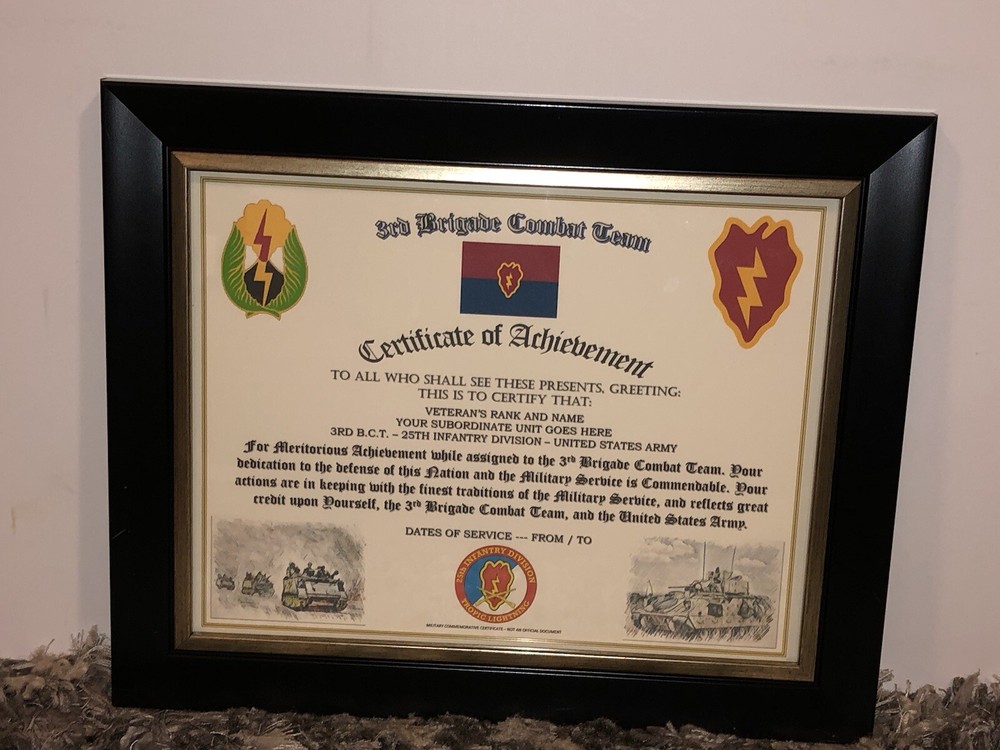 3rd Brigade Combat Team
Certificate of Achievement
TO ALL WHO SHALL SEE THESE PRESENTS, GREETING:
THIS IS TO CERTIFY THAT:
VETERAN'S RANK AND NAME
YOUR SUBORDINATE UNIT GOES HERE
3RD B.C.T. – 25TH INFANTRY DIVISION – UNITED STATES ARMY
For Meritorious Achievement while assigned to the 3rd Brigade Combat Team. Your
dedication to the defense of this Nation and the Military Service is Commendable. Your
actions are in keeping with the finest traditions of the Military Service, and reflects great
credit upon Yourself, the 3rd Brigade Combat Team, and the United States Army.
DATES OF SERVICE --- FROM / TO
25th INFANTRY DIVISION
TROPIC LIGHTNING
MILITARY COMMEMORATIVE CERTIFICATE – NOT AN OFFICIAL DOCUMENT